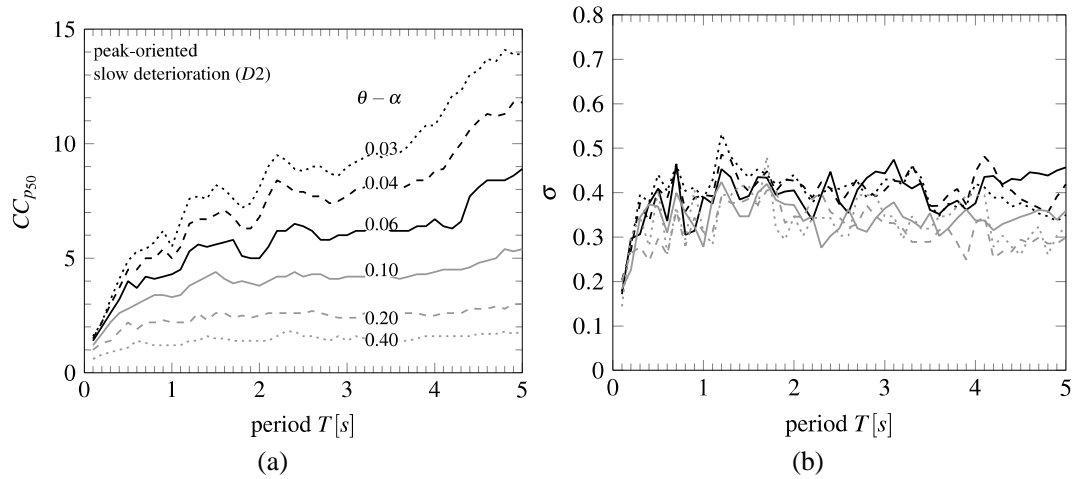 15
peak-oriented
slow deterioration (D2)
θ – α
10
0.03
0.04
CCp50
0.06
5
0.10
0.20
0.40
0
0 1 2 3 4 5
period T [s]
(a)
0.8
0.7
0.6
0.5
σ
0.4
0.3
0.2
0.1
0
0 1 2 3 4 5
period T [s]
(b)